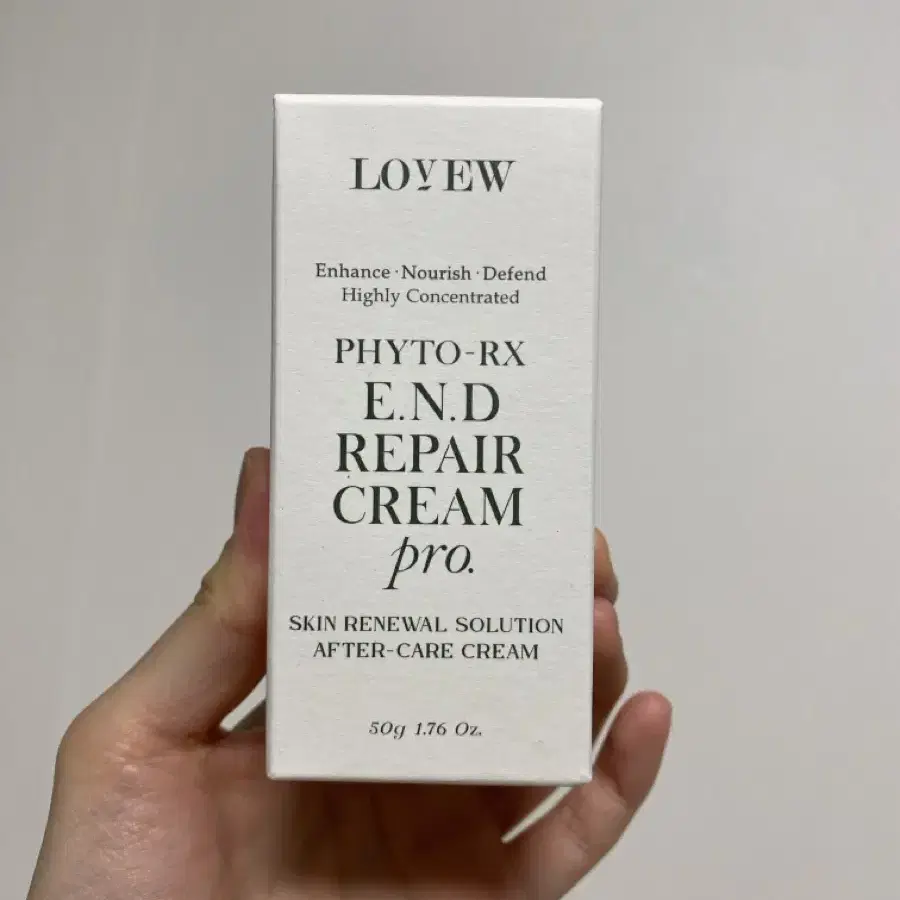 LOVEW
Enhance · Nourish · Defend
Highly Concentrated
PHYTO-RX
E.N.D
REPAIR
CREAM
pro.
SKIN RENEWAL SOLUTION
AFTER-CARE CREAM
50g 1.76 Oz.